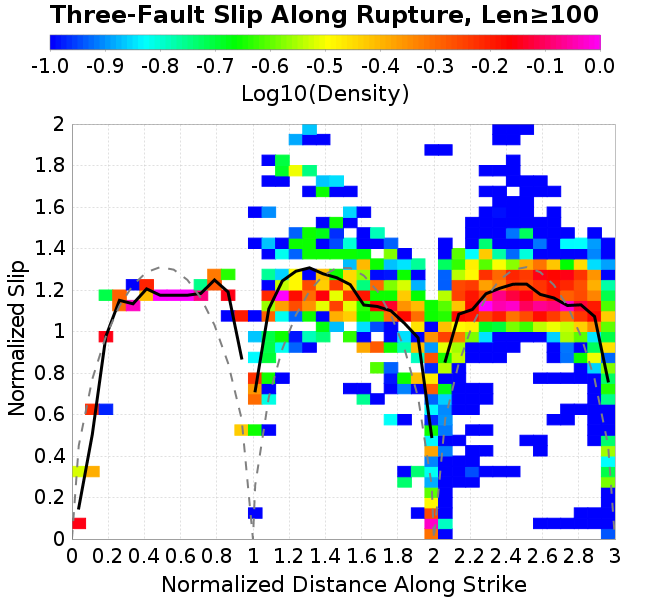 Three-Fault Slip Along Rupture, Len≥100
-1.0 -0.9 -0.8 -0.7 -0.6 -0.5 -0.4 -0.3 -0.2 -0.1 0.0
Log10(Density)
Normalized Slip
2
1.8
1.6
1.4
1.2
1
0.8
0.6
0.4
0.2
0
0 0.2 0.4 0.6 0.8 1 1.2 1.4 1.6 1.8 2 2.2 2.4 2.6 2.8 3
Normalized Distance Along Strike